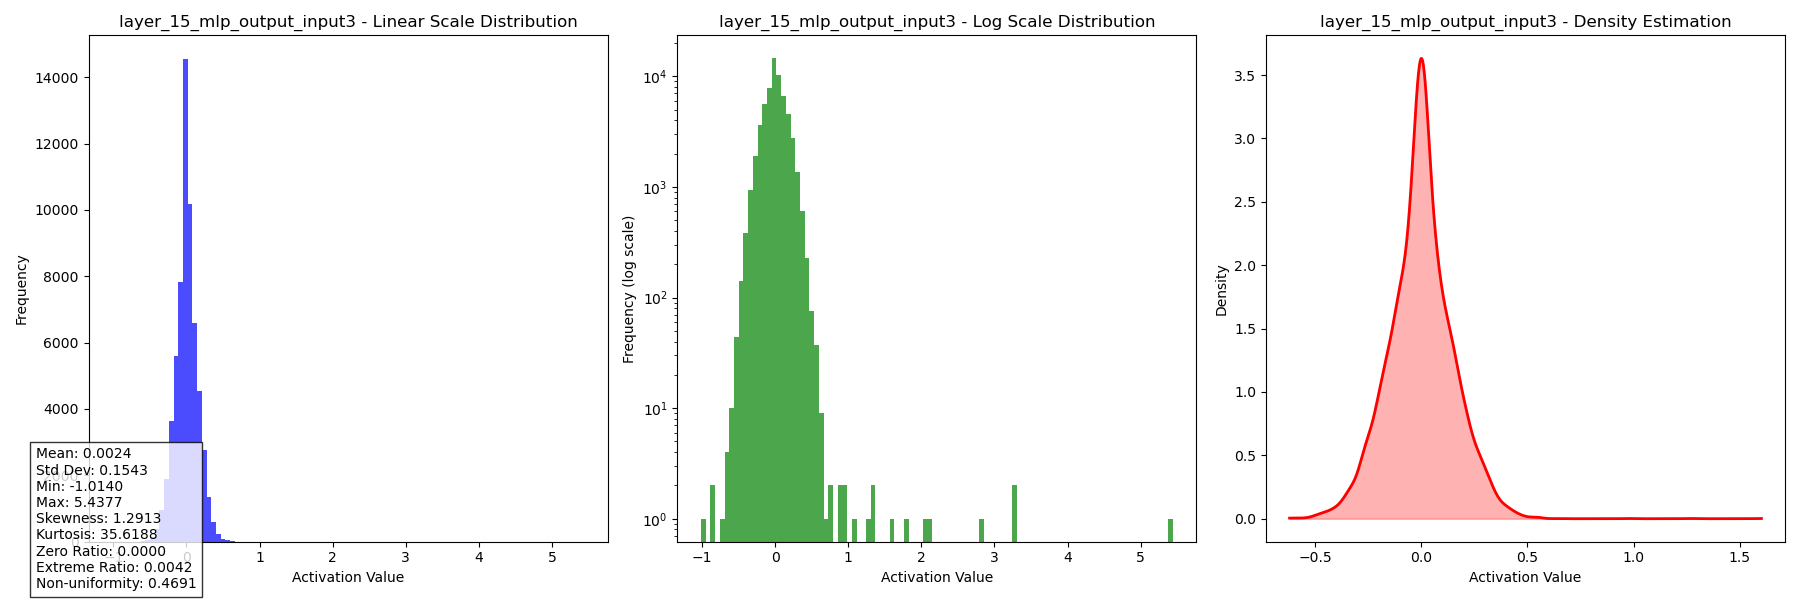 layer_15_mlp_output_input3 - Linear Scale Distribution
14000
12000
10000
8000
6000
4000
Frequency
0 1 2 3 4 5
Activation Value
Mean: 0.0024
Std Dev: 0.1543
Min: -1.0140
Max: 5.4377
Skewness: 1.2913
Kurtosis: 35.6188
Zero Ratio: 0.0000
Extreme Ratio: 0.0042
Non-uniformity: 0.4691
layer_15_mlp_output_input3 - Log Scale Distribution
10⁴
10³
10²
10¹
10⁰
Frequency (log scale)
−1 0 1 2 3 4 5
Activation Value
layer_15_mlp_output_input3 - Density Estimation
3.5
3.0
2.5
2.0
1.5
1.0
0.5
0.0
Density
−0.5 0.0 0.5 1.0 1.5
Activation Value